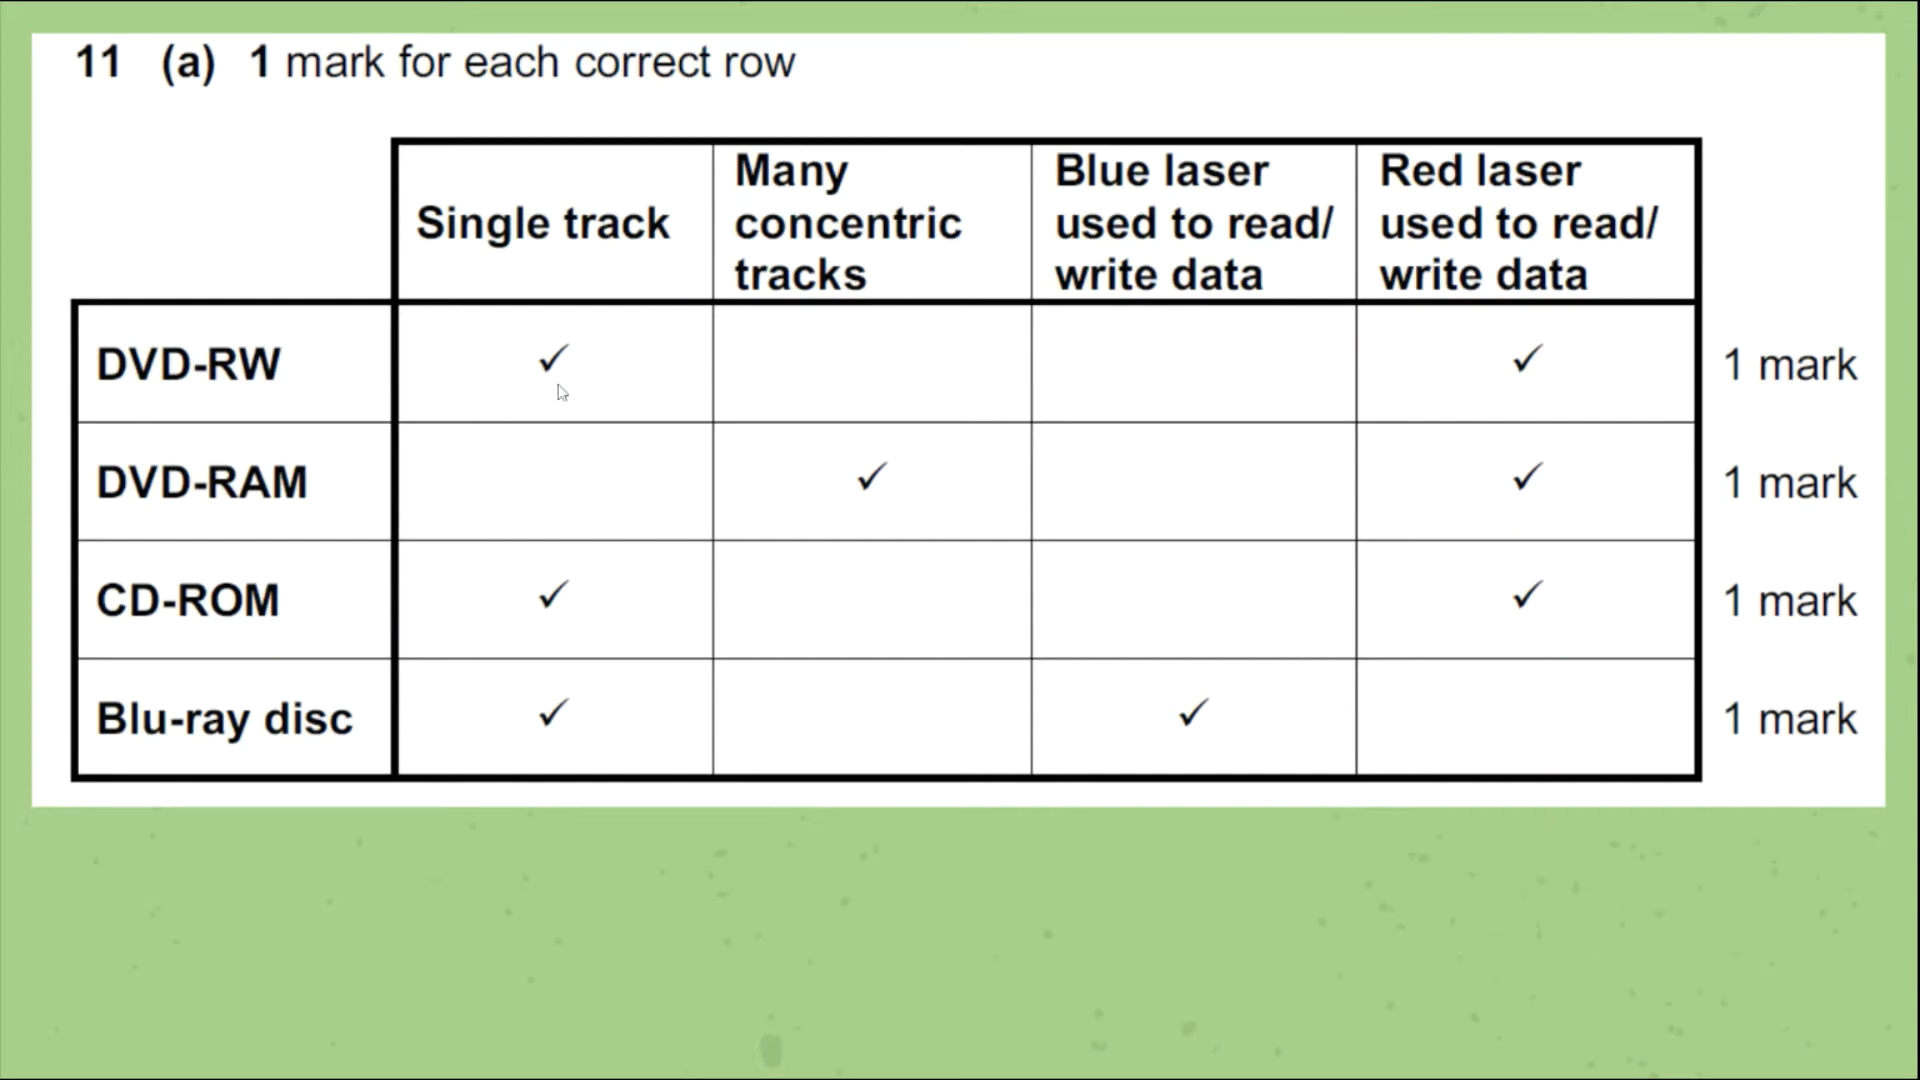 11 (a) 1 mark for each correct row
Single track
Many
concentric
tracks
Blue laser
used to read/
write data
Red laser
used to read/
write data
DVD-RW ✓ ✓ 1 mark
DVD-RAM ✓ ✓ 1 mark
CD-ROM ✓ ✓ 1 mark
Blu-ray disc ✓ ✓ 1 mark